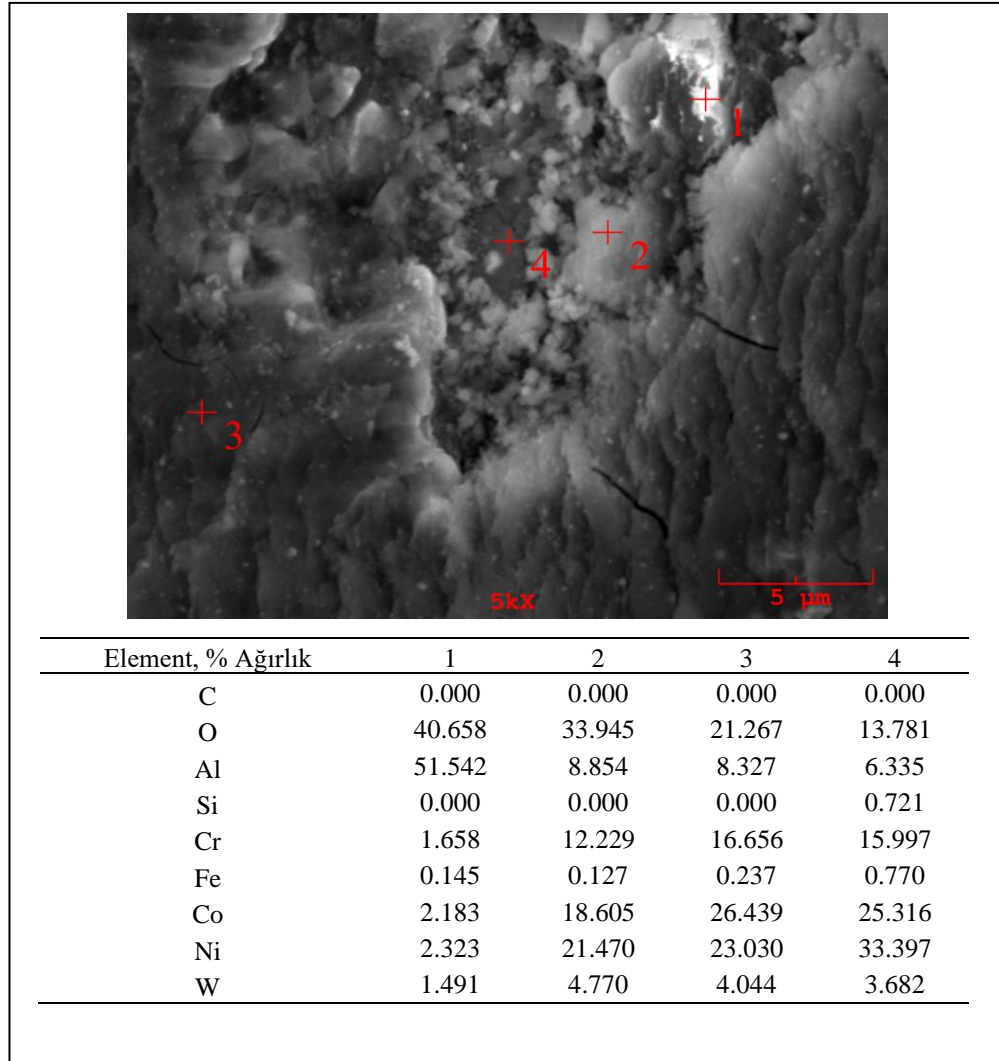 1
2
4
3
5kX
5 µm
Element, % Ağırlık 1 2 3 4
C 0.000 0.000 0.000 0.000
O 40.658 33.945 21.267 13.781
Al 51.542 8.854 8.327 6.335
Si 0.000 0.000 0.000 0.721
Cr 1.658 12.229 16.656 15.997
Fe 0.145 0.127 0.237 0.770
Co 2.183 18.605 26.439 25.316
Ni 2.323 21.470 23.030 33.397
W 1.491 4.770 4.044 3.682